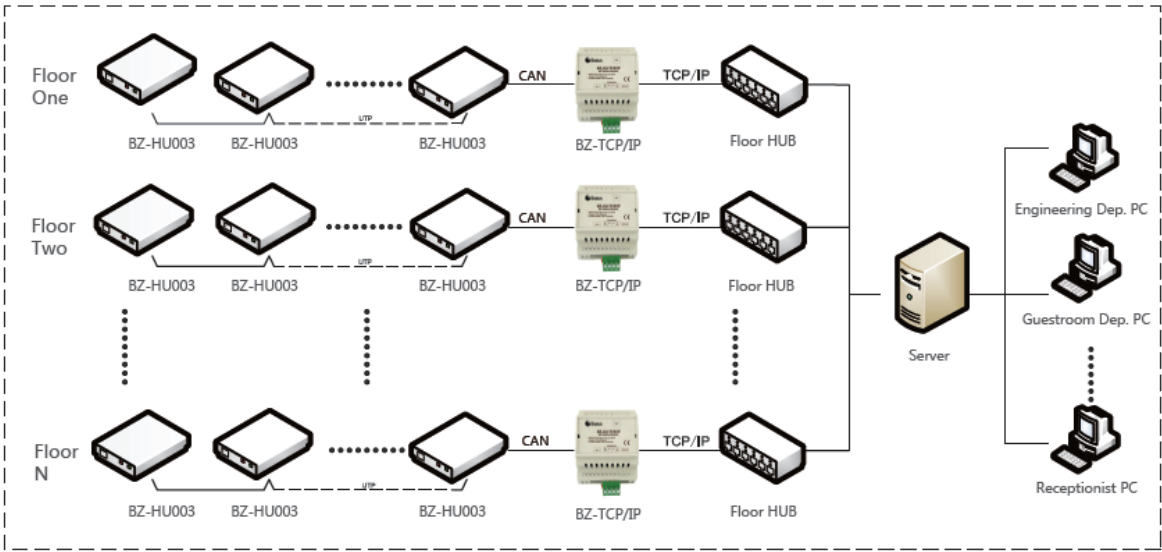 Floor
One
CAN
TCP/IP
UTP
BZ-HU003
BZ-HU003
BZ-HU003
BZ-TCP/IP
Floor HUB
Floor
Two
CAN
TCP/IP
UTP
BZ-HU003
BZ-HU003
BZ-HU003
BZ-TCP/IP
Floor HUB
Floor
N
CAN
TCP/IP
UTP
BZ-HU003
BZ-HU003
BZ-HU003
BZ-TCP/IP
Floor HUB
Server
Engineering Dep. PC
Guestroom Dep. PC
Receptionist PC